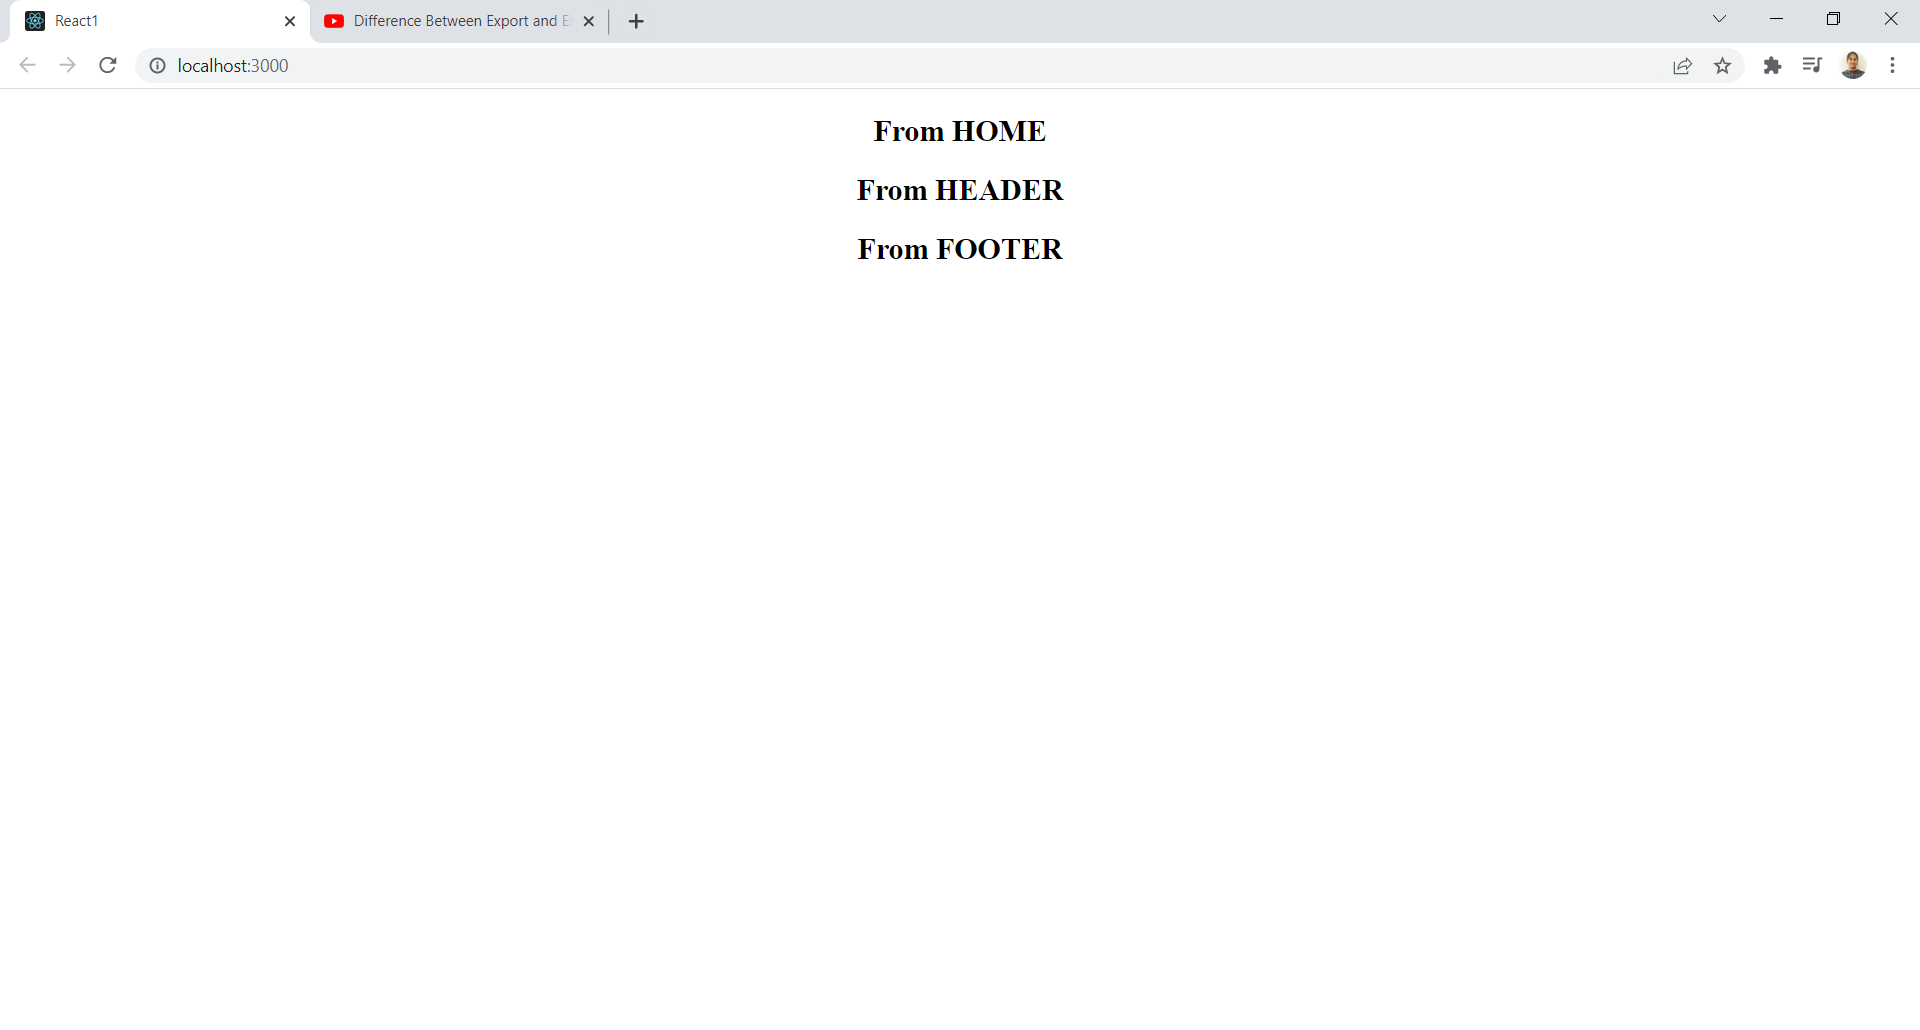 React1
Difference Between Export and E
localhost:3000
From HOME
From HEADER
From FOOTER